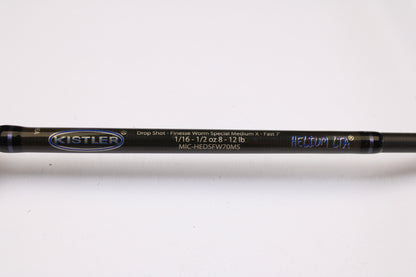 KISTLER®
Drop Shot · Finesse Worm Special Medium X - Fast 7'
1/16 - 1/2 oz 8 - 12 lb
MIC-HEDSFW70MS
HELIUM LTA®